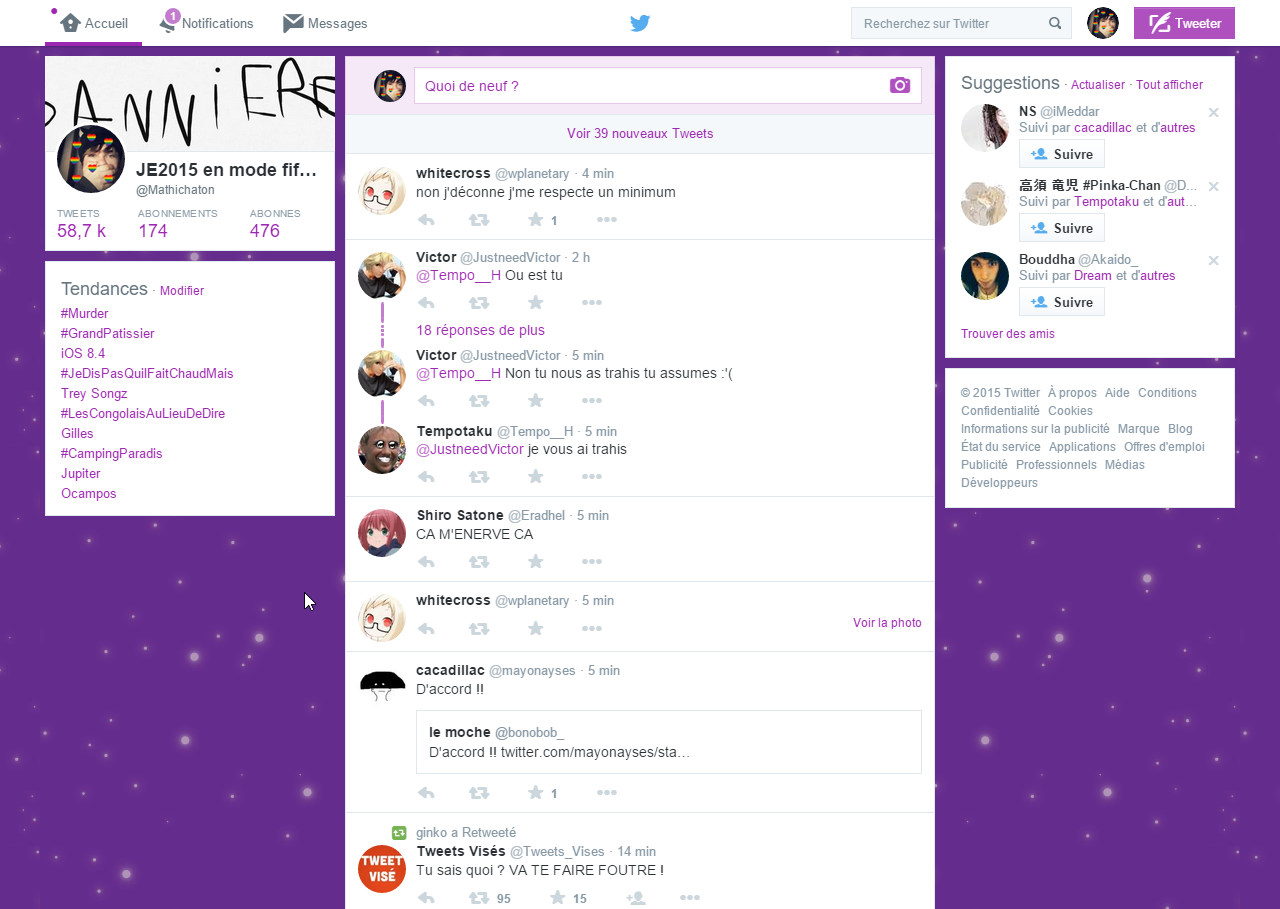 Accueil
1
Notifications
Messages
Recherchez sur Twitter
Tweeter
BANNIERE
JE2015 en mode fif…
@Mathichaton
TWEETS ABONNEMENTS ABONNÉS
58,7 k 174 476
Tendances · Modifier
#Murder
#GrandPatissier
iOS 8.4
#JeDisPasQuilFaitChaudMais
Trey Songz
#LesCongolaisAuLieuDeDire
Gilles
#CampingParadis
Jupiter
Ocampos
Quoi de neuf ?
Voir 39 nouveaux Tweets
whitecross @wplanetary · 4 min
non j'déconne j'me respecte un minimum
1
Victor @JustneedVictor · 2 h
@Tempo__H Ou est tu
18 réponses de plus
Victor @JustneedVictor · 5 min
@Tempo__H Non tu nous as trahis tu assumes :'(
Tempotaku @Tempo__H · 5 min
@JustneedVictor je vous ai trahis
Shiro Satone @Eradhel · 5 min
CA M'ENERVE CA
whitecross @wplanetary · 5 min
Voir la photo
cacadillac @mayonayses · 5 min
D'accord !!
le moche @bonobob_
D'accord !! twitter.com/mayonayses/sta…
1
ginko a Retweeté
TWEET
VISÉ
Tweets Visés @Tweets_Vises · 14 min
Tu sais quoi ? VA TE FAIRE FOUTRE !
95 15
Suggestions · Actualiser · Tout afficher
NS @iMeddar
Suivi par cacadillac et d'autres
Suivre
高須 竜児 #Pinka-Chan @D...
Suivi par Tempotaku et d'aut…
Suivre
Bouddha @Akaido_
Suivi par Dream et d'autres
Suivre
Trouver des amis
© 2015 Twitter À propos Aide Conditions
Confidentialité Cookies
Informations sur la publicité Marque Blog
État du service Applications Offres d'emploi
Publicité Professionnels Médias
Développeurs